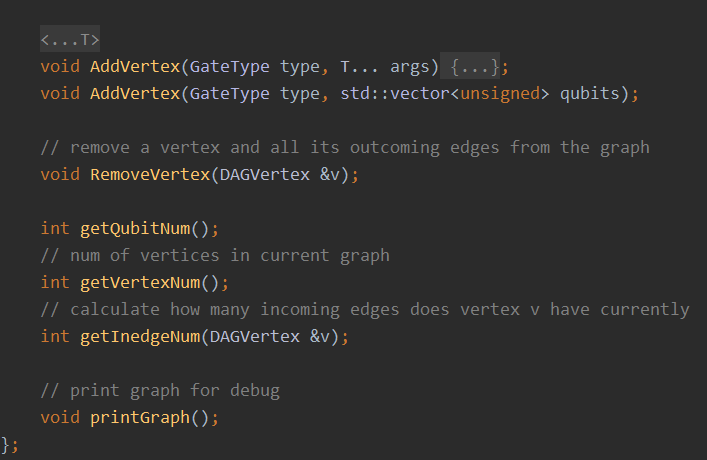 <...T>
void AddVertex(GateType type, T... args) {...};
void AddVertex(GateType type, std::vector<unsigned> qubits);
// remove a vertex and all its outcoming edges from the graph
void RemoveVertex(DAGVertex &v);
int getQubitNum();
// num of vertices in current graph
int getVertexNum();
// calculate how many incoming edges does vertex v have currently
int getInedgeNum(DAGVertex &v);
// print graph for debug
void printGraph();
};